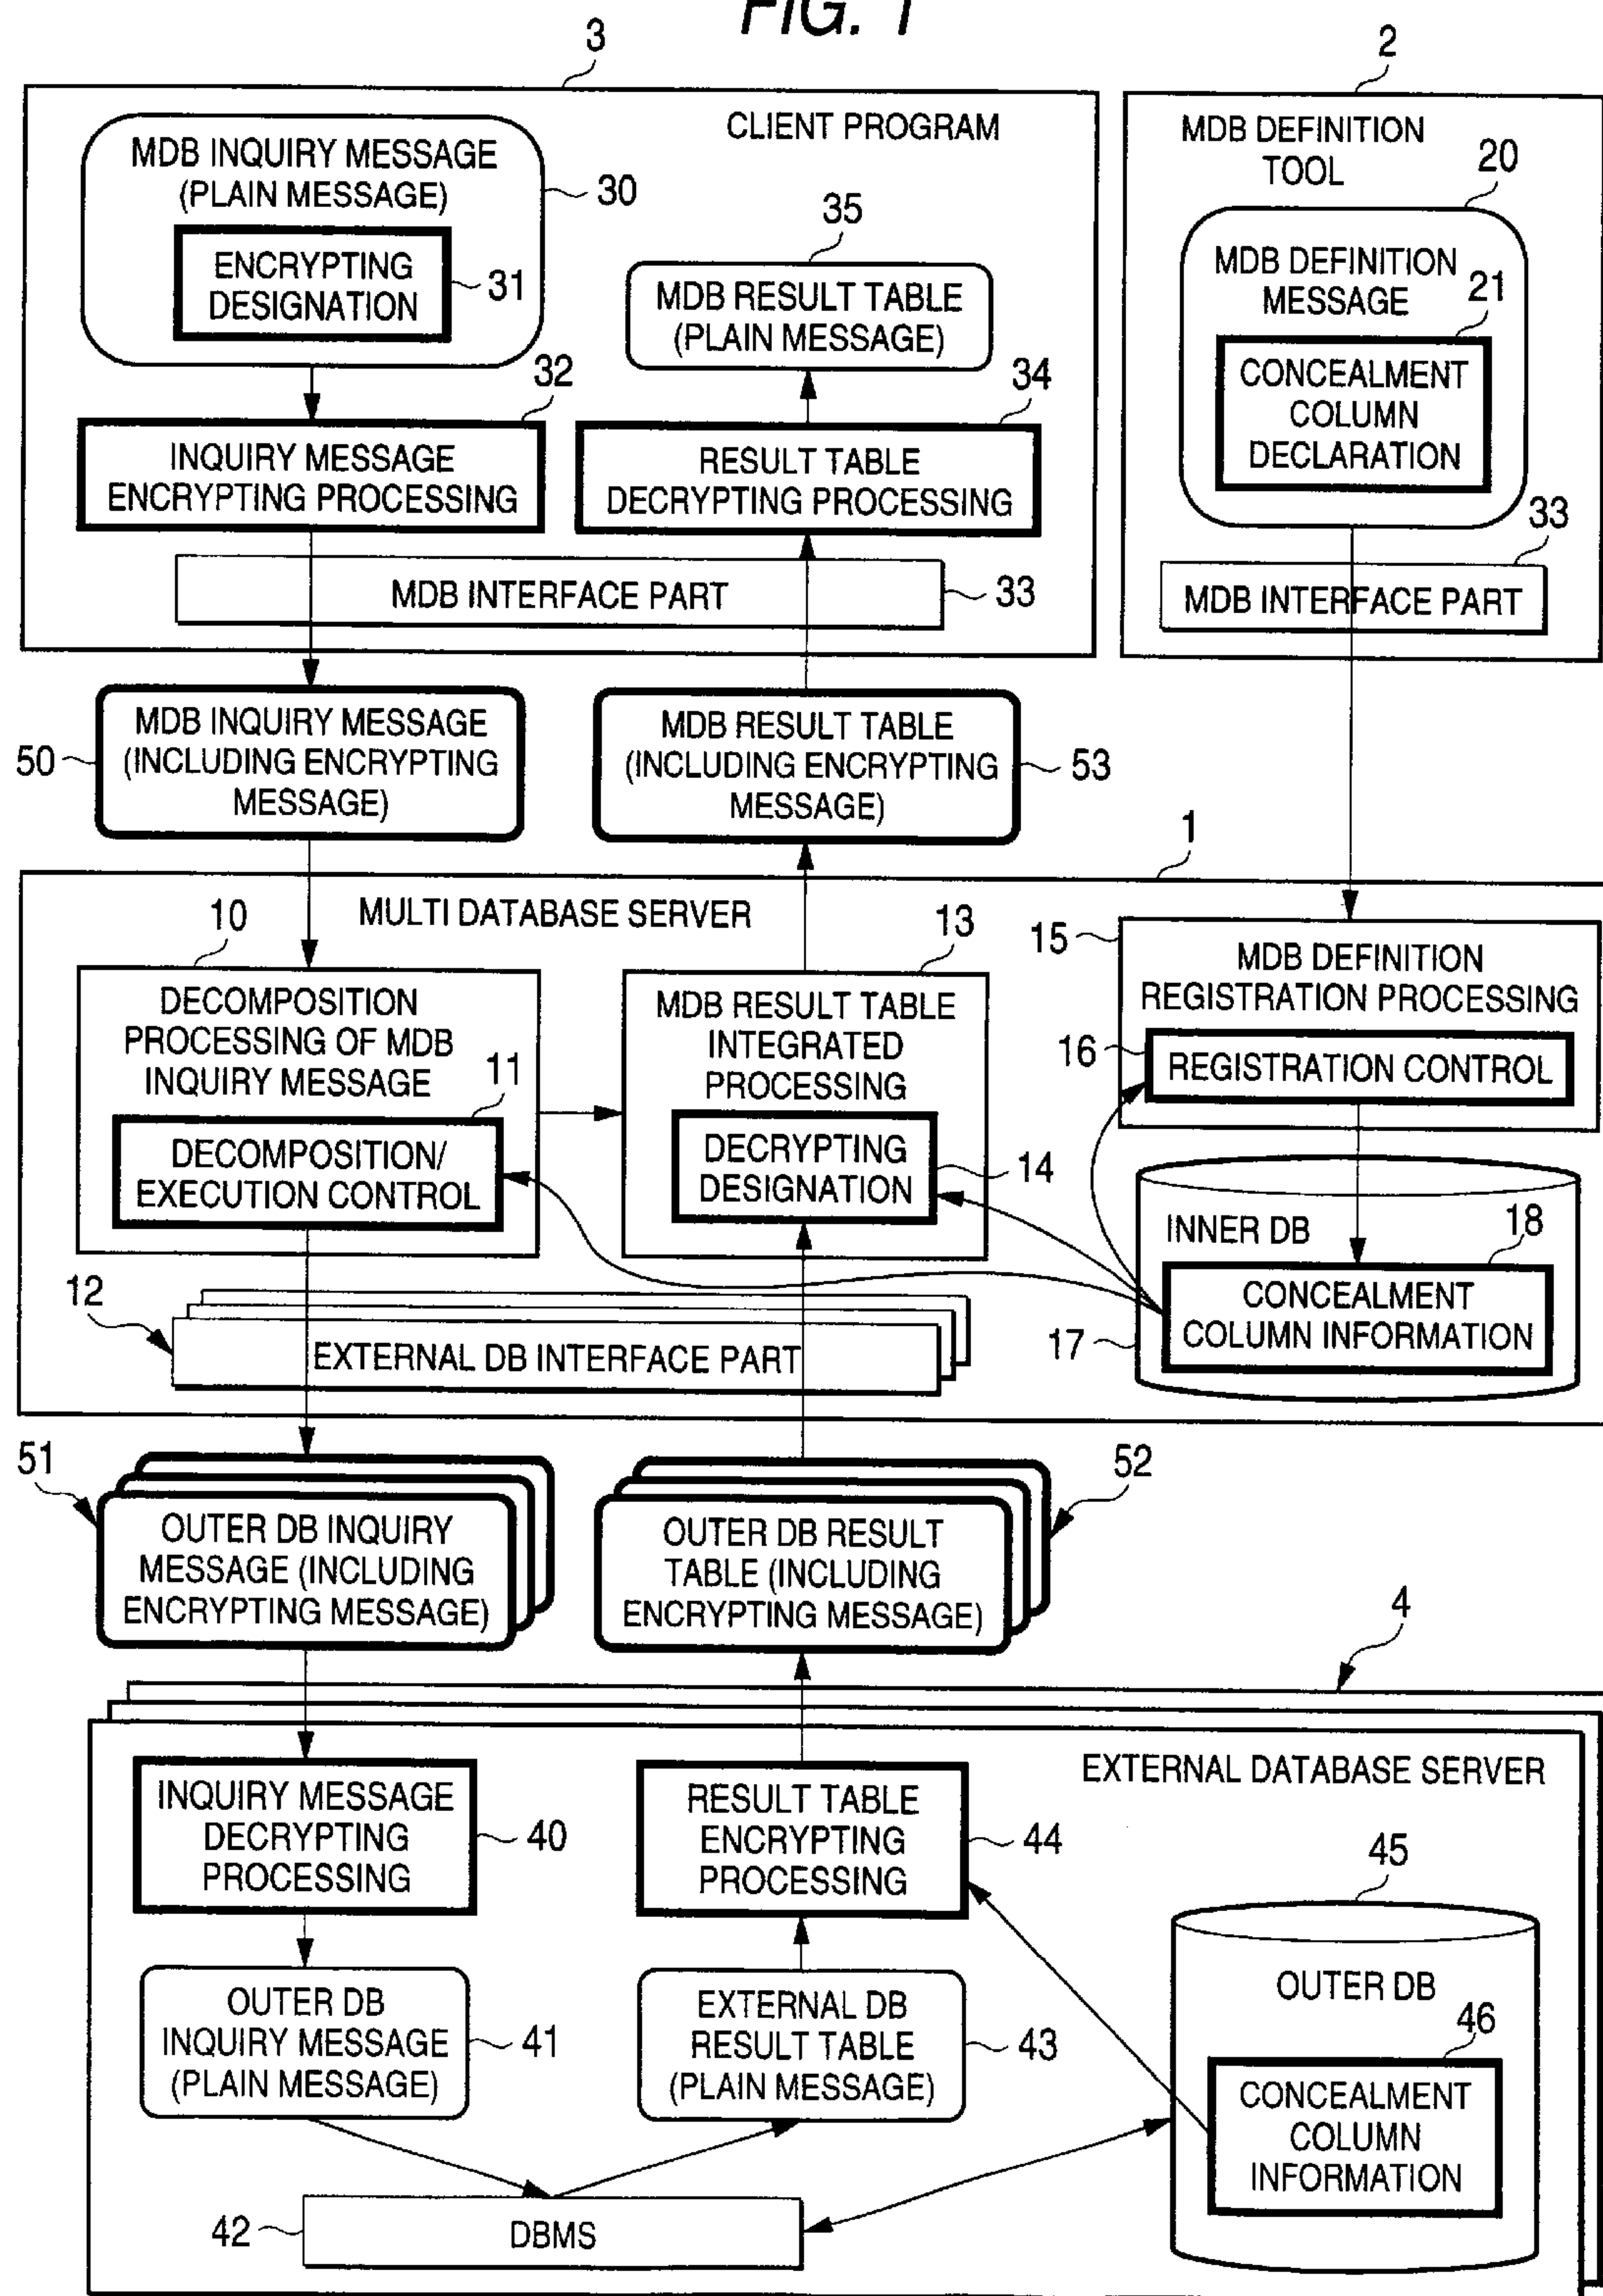 FIG. 1
3
2
CLIENT PROGRAM
MDB INQUIRY MESSAGE
(PLAIN MESSAGE)
30
ENCRYPTING
DESIGNATION
31
35
MDB RESULT TABLE
(PLAIN MESSAGE)
32
34
INQUIRY MESSAGE
ENCRYPTING PROCESSING
RESULT TABLE
DECRYPTING PROCESSING
MDB INTERFACE PART
33
MDB DEFINITION
TOOL
20
MDB DEFINITION
MESSAGE
21
CONCEALMENT
COLUMN
DECLARATION
33
MDB INTERFACE PART
50
MDB INQUIRY MESSAGE
(INCLUDING ENCRYPTING
MESSAGE)
MDB RESULT TABLE
(INCLUDING ENCRYPTING
MESSAGE)
53
1
MULTI DATABASE SERVER
10
DECOMPOSITION
PROCESSING OF MDB
INQUIRY MESSAGE
11
DECOMPOSITION/
EXECUTION CONTROL
13
MDB RESULT TABLE
INTEGRATED
PROCESSING
DECRYPTING
DESIGNATION
14
15
MDB DEFINITION
REGISTRATION PROCESSING
16
REGISTRATION CONTROL
INNER DB
18
CONCEALMENT
COLUMN INFORMATION
17
12
EXTERNAL DB INTERFACE PART
51
OUTER DB INQUIRY
MESSAGE (INCLUDING
ENCRYPTING MESSAGE)
52
OUTER DB RESULT
TABLE (INCLUDING
ENCRYPTING MESSAGE)
4
EXTERNAL DATABASE SERVER
INQUIRY MESSAGE
DECRYPTING
PROCESSING
40
RESULT TABLE
ENCRYPTING
PROCESSING
44
45
OUTER DB
INQUIRY MESSAGE
(PLAIN MESSAGE)
41
EXTERNAL DB
RESULT TABLE
(PLAIN MESSAGE)
43
OUTER DB
46
CONCEALMENT
COLUMN
INFORMATION
42
DBMS